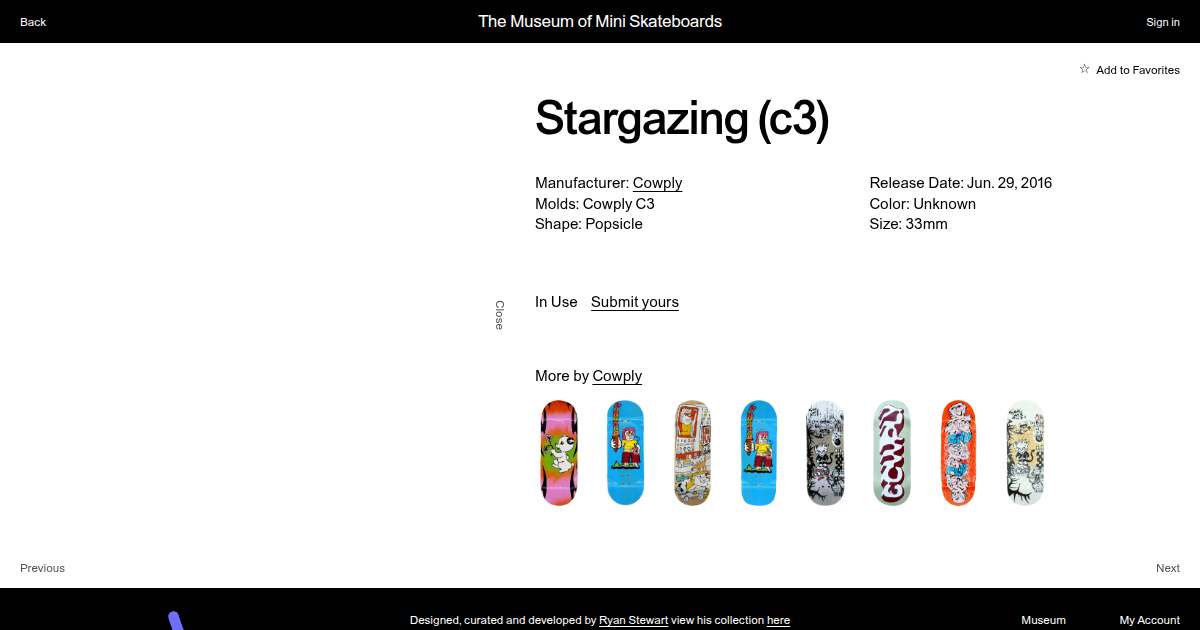 Back
The Museum of Mini Skateboards
Sign in
☆ Add to Favorites
Stargazing (c3)
Manufacturer: Cowply
Molds: Cowply C3
Shape: Popsicle
Release Date: Jun. 29, 2016
Color: Unknown
Size: 33mm
Close
In Use Submit yours
More by Cowply
Previous
Next
Designed, curated and developed by Ryan Stewart view his collection here
Museum
My Account